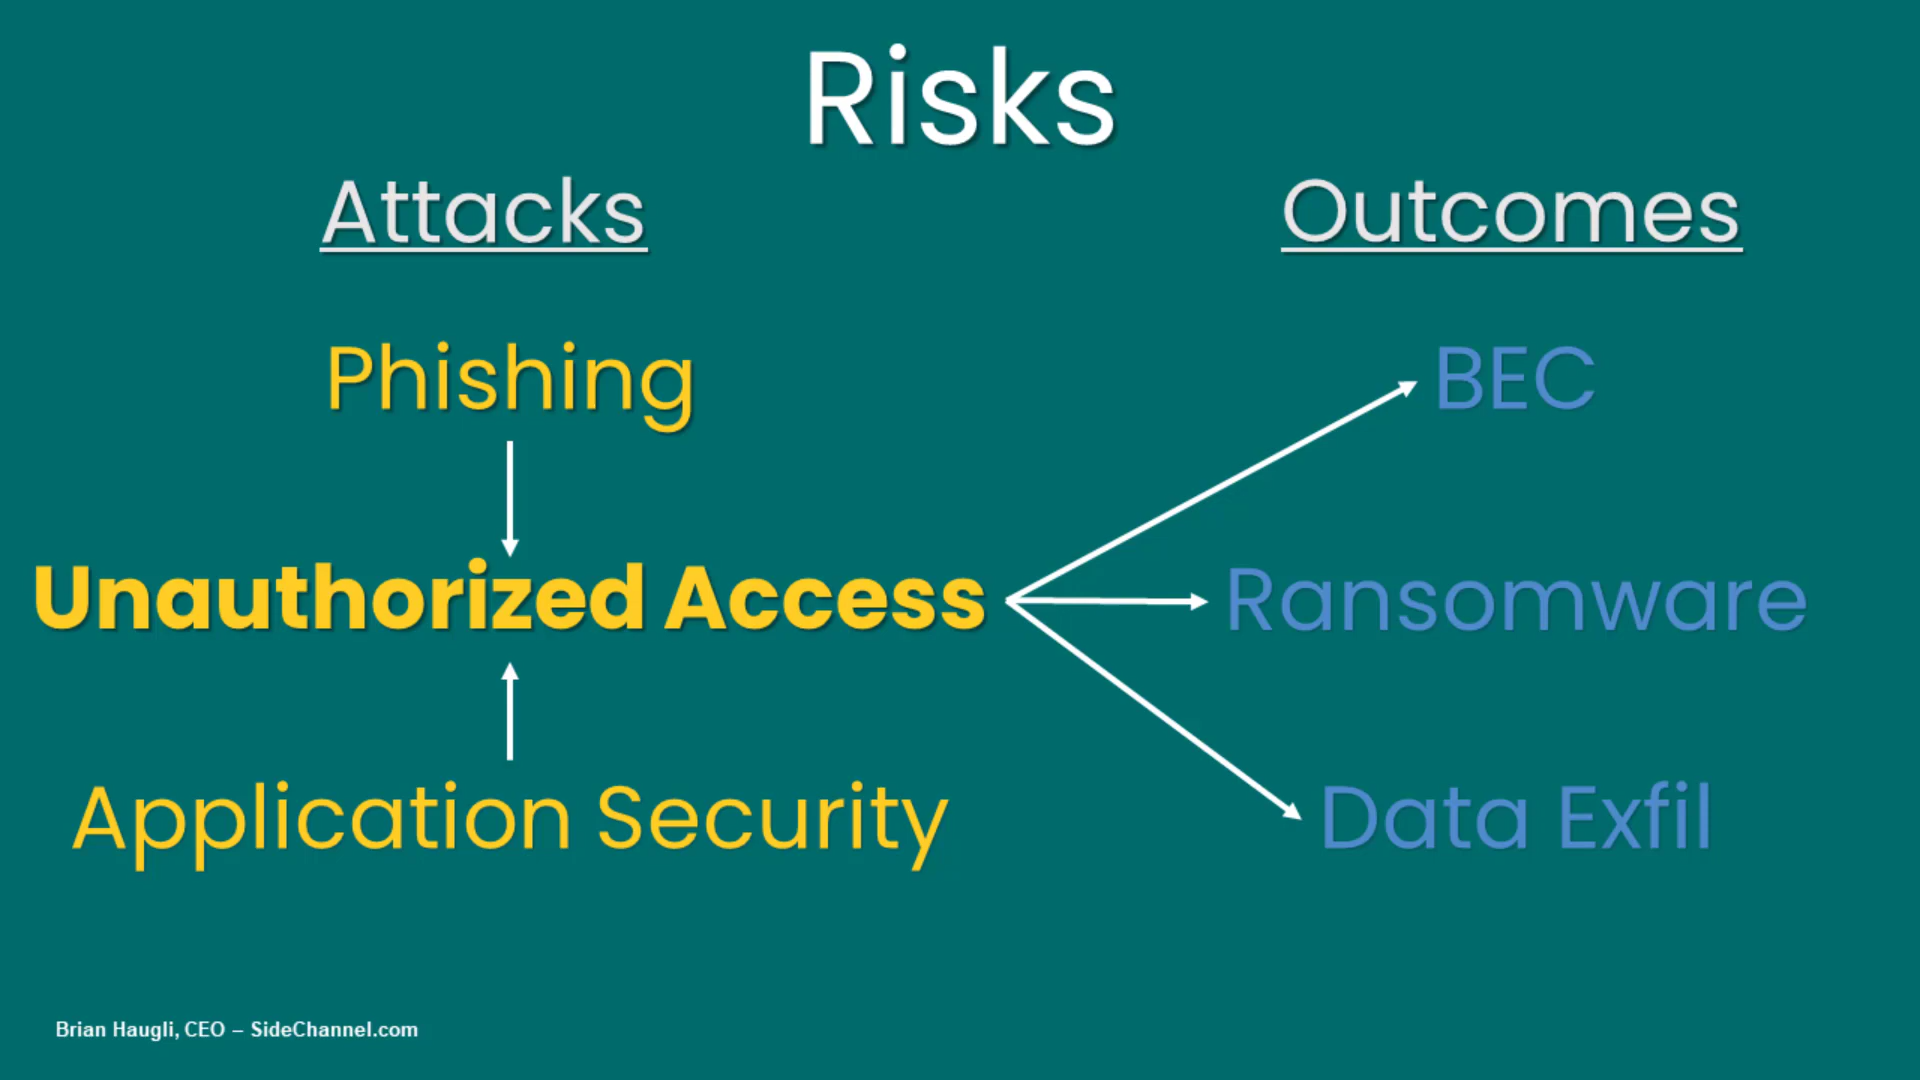 Risks
Attacks
Outcomes
Phishing
BEC
Unauthorized Access
Ransomware
Application Security
Data Exfil
Brian Haugli, CEO – SideChannel.com